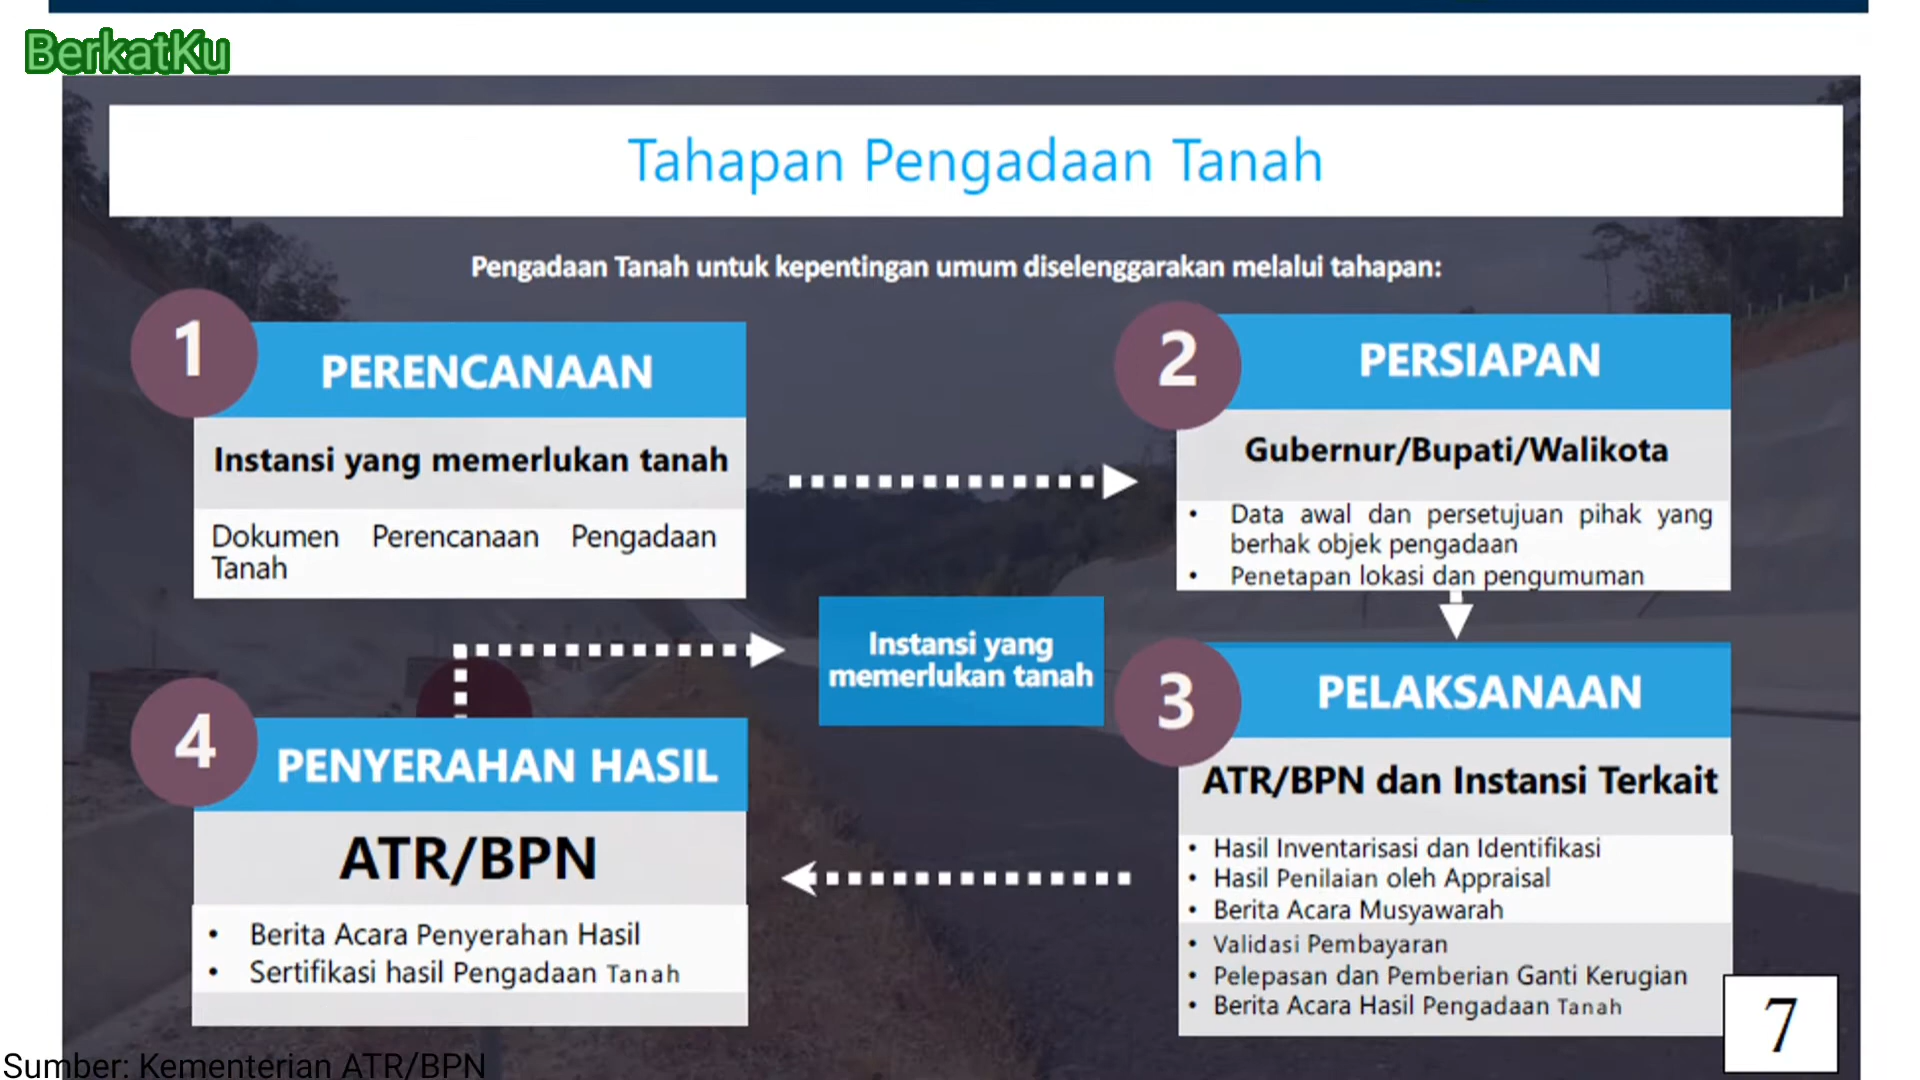 BerkatKu
Tahapan Pengadaan Tanah
Pengadaan Tanah untuk kepentingan umum diselenggarakan melalui tahapan:
1
PERENCANAAN
Instansi yang memerlukan tanah
Dokumen Perencanaan Pengadaan
Tanah
2
PERSIAPAN
Gubernur/Bupati/Walikota
• Data awal dan persetujuan pihak yang
berhak objek pengadaan
• Penetapan lokasi dan pengumuman
Instansi yang
memerlukan tanah
3
PELAKSANAAN
ATR/BPN dan Instansi Terkait
• Hasil Inventarisasi dan Identifikasi
• Hasil Penilaian oleh Appraisal
• Berita Acara Musyawarah
• Validasi Pembayaran
• Pelepasan dan Pemberian Ganti Kerugian
• Berita Acara Hasil Pengadaan Tanah
4
PENYERAHAN HASIL
ATR/BPN
• Berita Acara Penyerahan Hasil
• Sertifikasi hasil Pengadaan Tanah
7
Sumber: Kementerian ATR/BPN